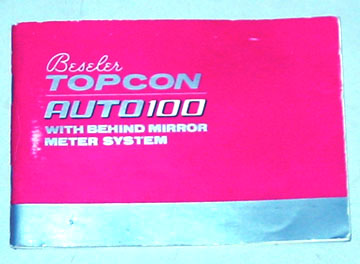 Beseler
TOPCON
AUTO100
WITH BEHIND MIRROR
METER SYSTEM